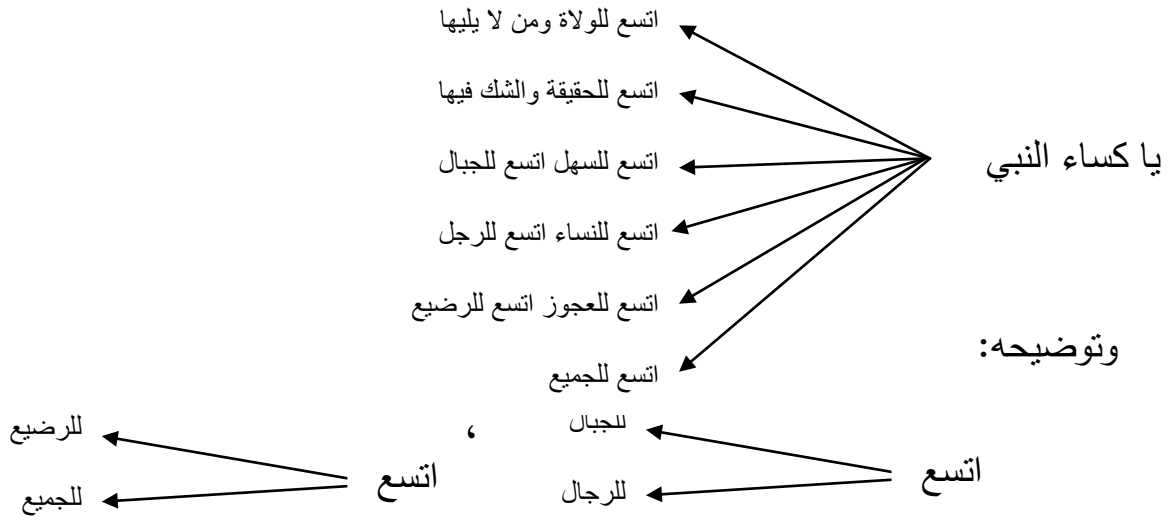 اتسع للولاة ومن لا يليها
اتسع للحقيقة والشك فيها
يا كساء النبي
اتسع للسهل اتسع للجبال
اتسع للنساء اتسع للرجل
اتسع للعجوز اتسع للرضيع
وتوضيحه:
اتسع للجميع
للجبال ، للرضيع
اتسع اتسع
للرجال للجميع